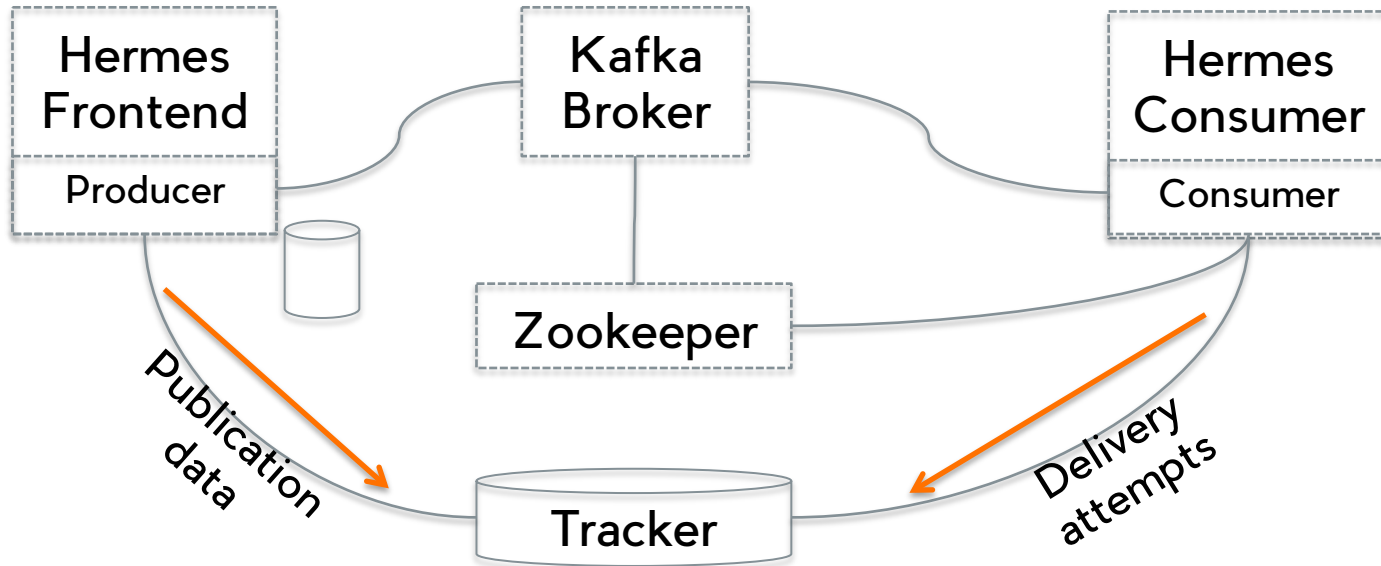 Hermes
Frontend
Producer
Kafka
Broker
Hermes
Consumer
Consumer
Zookeeper
Publication
data
Delivery
attempts
Tracker